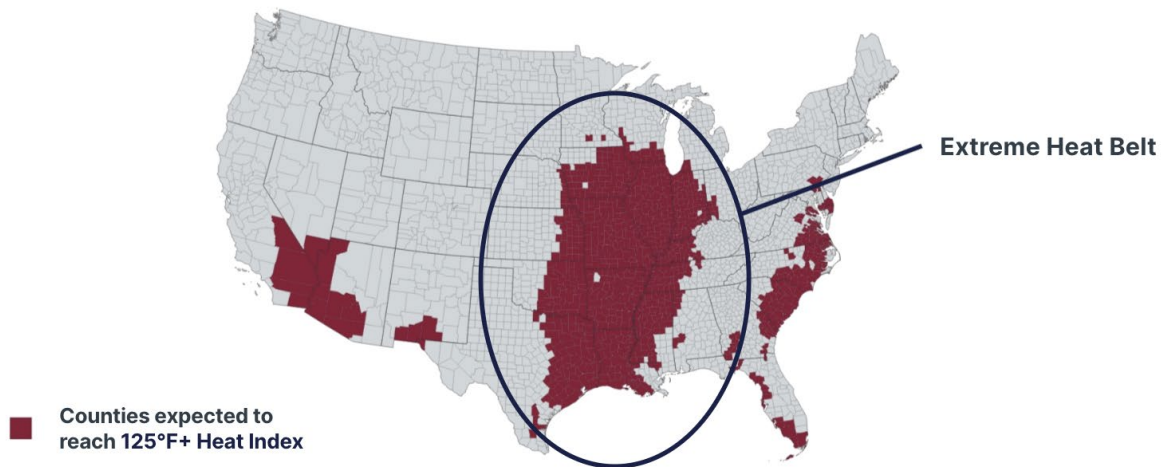 Extreme Heat Belt
Counties expected to
reach 125°F+ Heat Index